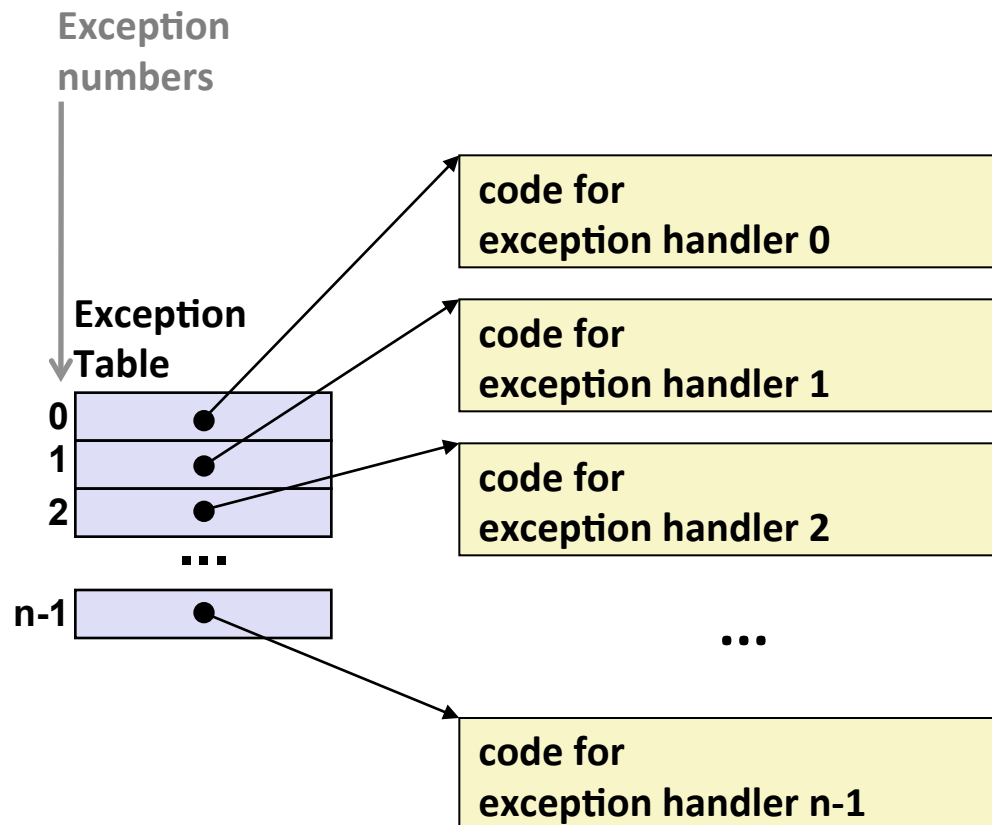 Exception
numbers
code for
exception handler 0
Exception
Table
code for
exception handler 1
0
1
2
...
n-1
code for
exception handler 2
...
code for
exception handler n-1